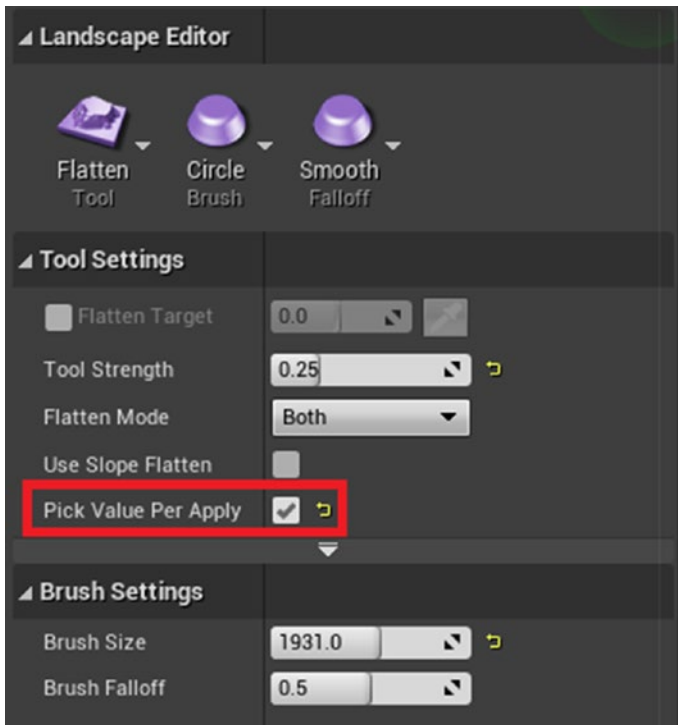 Landscape Editor
Flatten Circle Smooth
Tool Brush Falloff
Tool Settings
Flatten Target 0.0
Tool Strength 0.25
Flatten Mode Both
Use Slope Flatten
Pick Value Per Apply
Brush Settings
Brush Size 1931.0
Brush Falloff 0.5